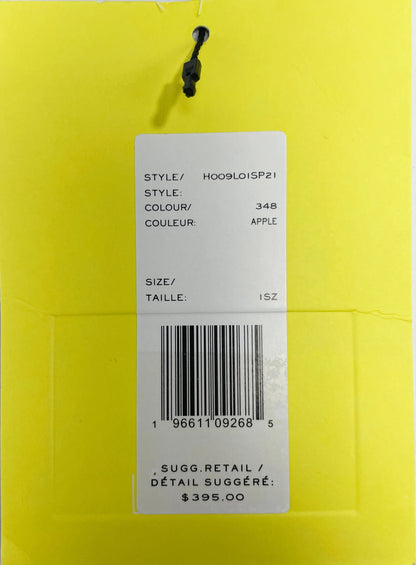 STYLE/ H009L01SP21
STYLE:
COLOUR/ 348
COULEUR: APPLE
SIZE/
TAILLE: 1SZ
1 96611 09268 5
SUGG.RETAIL /
DÉTAIL SUGGÉRÉ:
$395.00